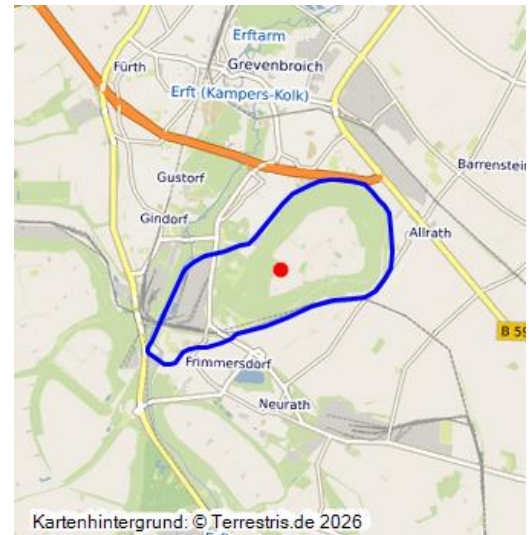 Erftarm
Fürth
Grevenbroich
Erft (Kampers-Kolk)
Barrenstein
Gustorf
Gindorf
Allrath
B 59
Frimmersdorf
Neurath
Kartenhintergrund: © Terrestris.de 2026